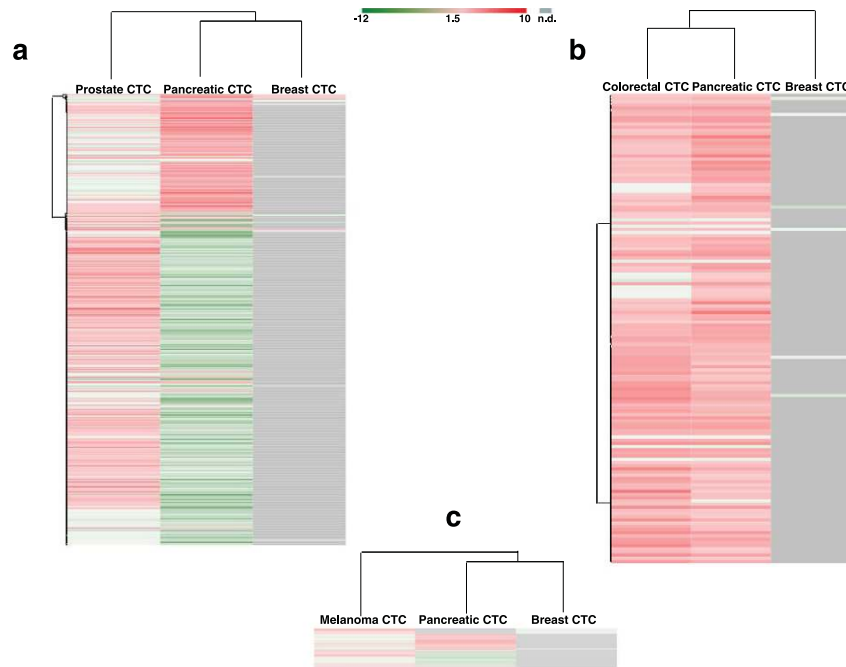 -12 1.5 10 n.d.
a
Prostate CTC Pancreatic CTC Breast CTC
b
Colorectal CTC Pancreatic CTC Breast CTC
c
Melanoma CTC Pancreatic CTC Breast CTC